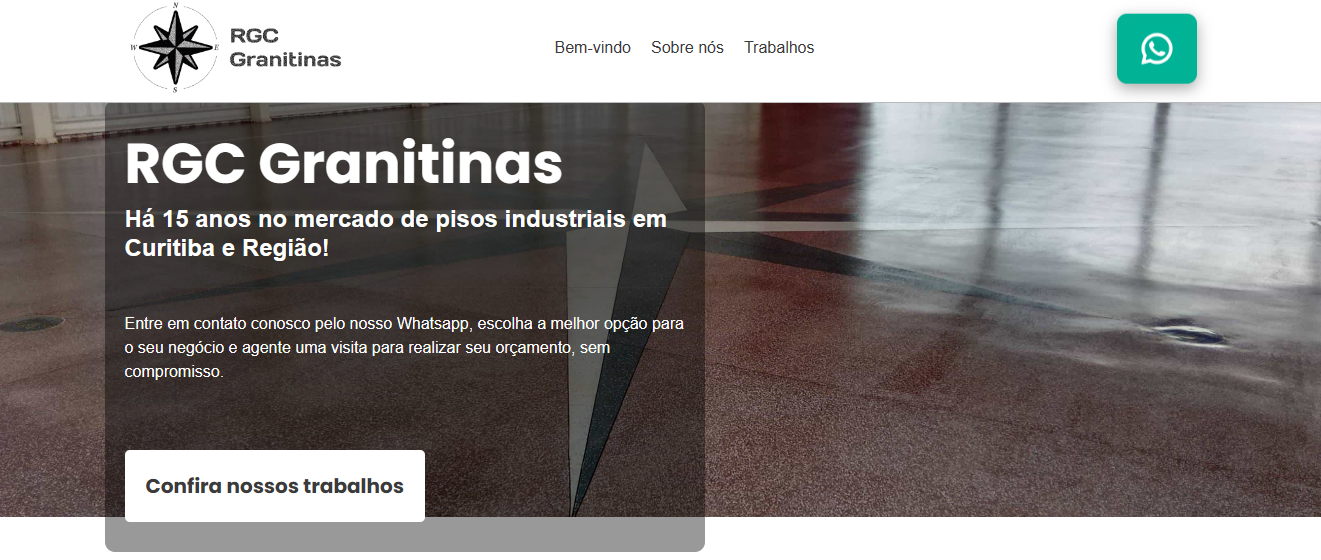 N
W E
S
RGC
Granitinas
Bem-vindo Sobre nós Trabalhos
RGC Granitinas
Há 15 anos no mercado de pisos industriais em
Curitiba e Região!
Entre em contato conosco pelo nosso Whatsapp, escolha a melhor opção para
o seu negócio e agente uma visita para realizar seu orçamento, sem
compromisso.
Confira nossos trabalhos